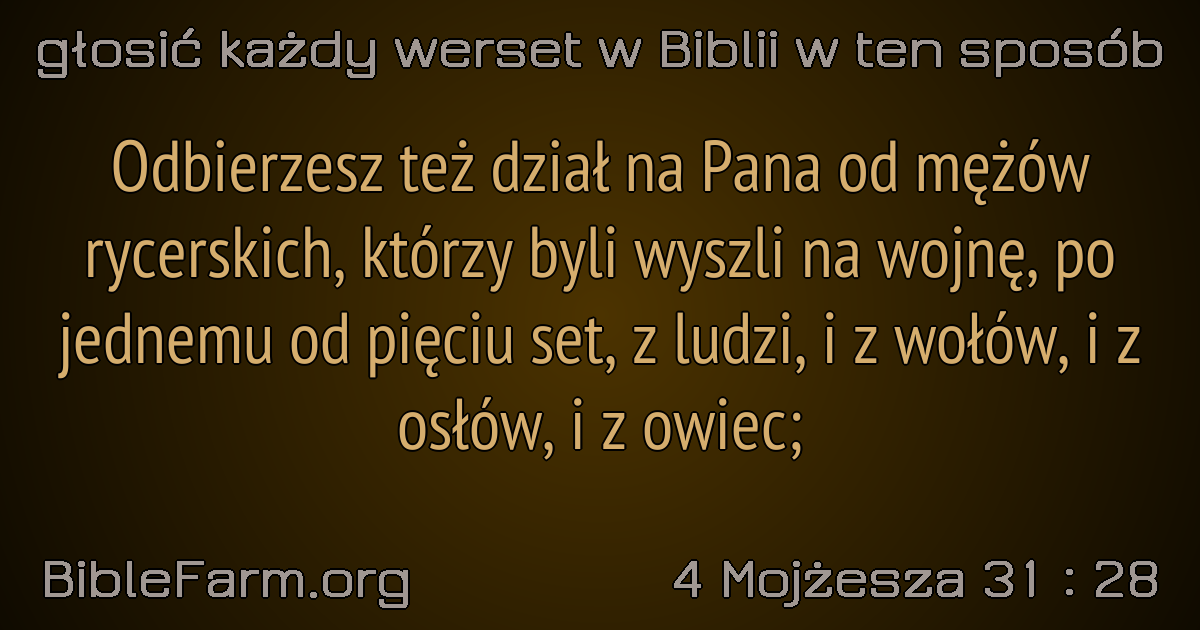 głosić każdy werset w Biblii w ten sposób
Odbierzesz też dział na Pana od mężów
rycerskich, którzy byli wyszli na wojnę, po
jednemu od pięciu set, z ludzi, i z wołów, i z
osłów, i z owiec;
BibleFarm.org
4 Mojżesza 31 : 28